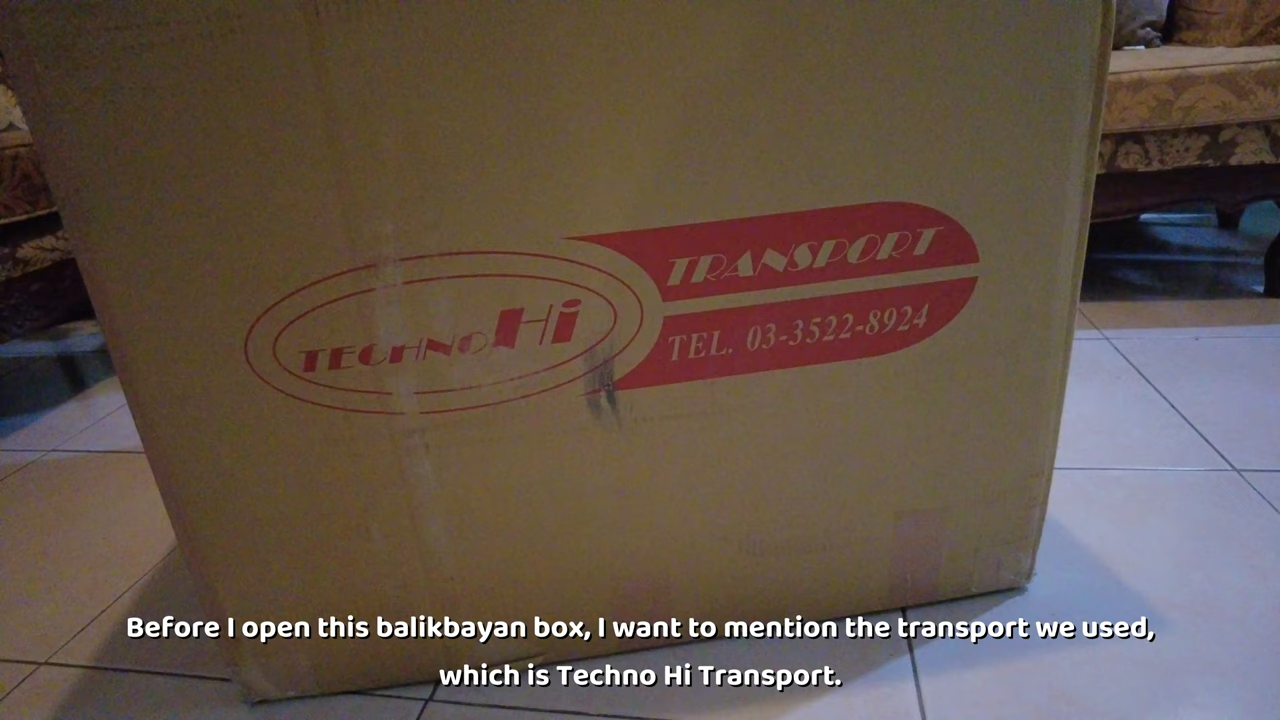 TECHNO Hi
TRANSPORT
TEL. 03-3522-8924
Before I open this balikbayan box, I want to mention the transport we used,
which is Techno Hi Transport.